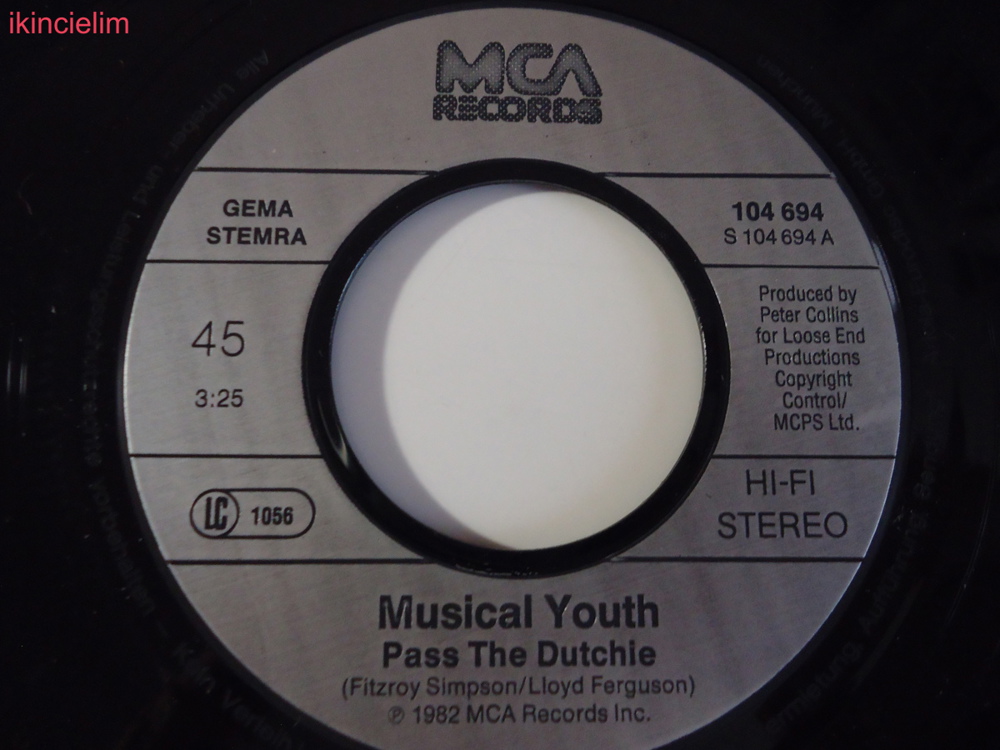 ikincielim
MCA
RECORDS
GEMA
STEMRA
104 694
S 104 694 A
45
3:25
Produced by
Peter Collins
for Loose End
Productions
Copyright
Control/
MCPS Ltd.
LC 1056
HI-FI
STEREO
Musical Youth
Pass The Dutchie
(Fitzroy Simpson/Lloyd Ferguson)
℗ 1982 MCA Records Inc.